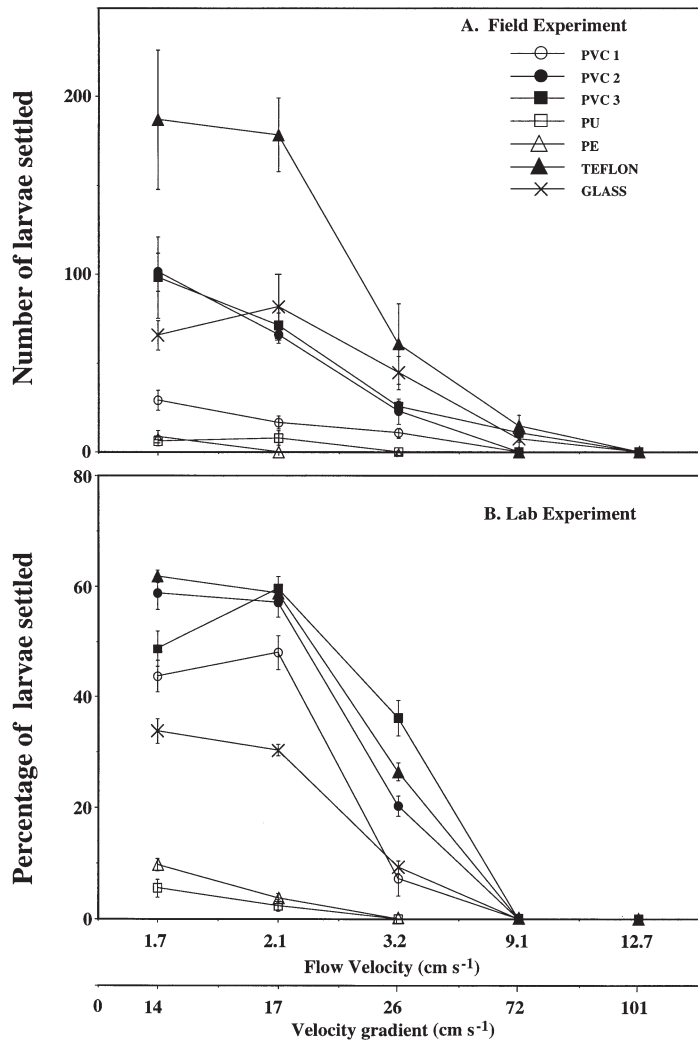 A. Field Experiment
PVC 1
PVC 2
PVC 3
PU
PE
TEFLON
GLASS
Number of larvae settled
200
100
0
80
B. Lab Experiment
Percentage of larvae settled
60
40
20
0
1.7 2.1 3.2 9.1 12.7
Flow Velocity (cm s-1)
0 14 17 26 72 101
Velocity gradient (cm s-1)